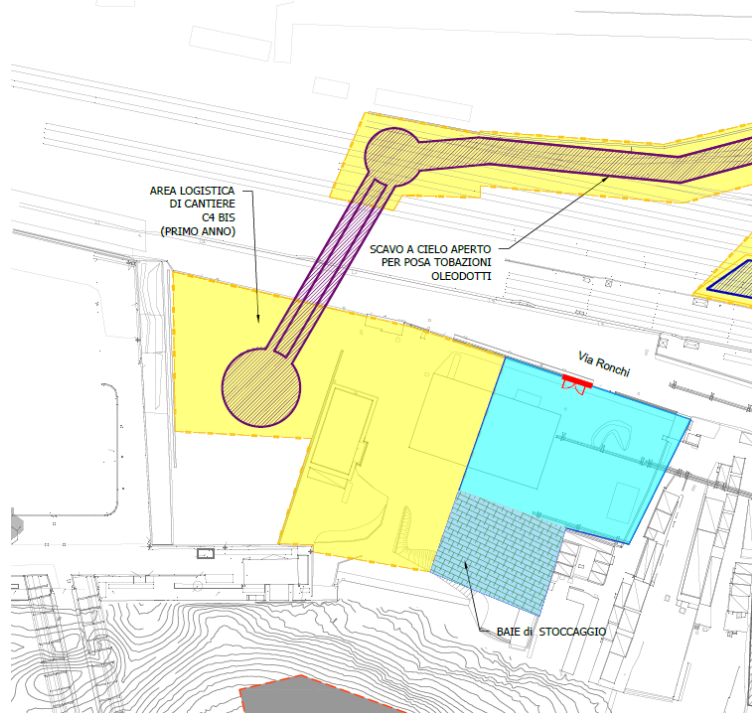 AREA LOGISTICA
DI CANTIERE
C4 BIS
(PRIMO ANNO)
SCAVO A CIELO APERTO
PER POSA TOBAZIONI
OLEODOTTI
Via Ronchi
BAIE di STOCCAGGIO